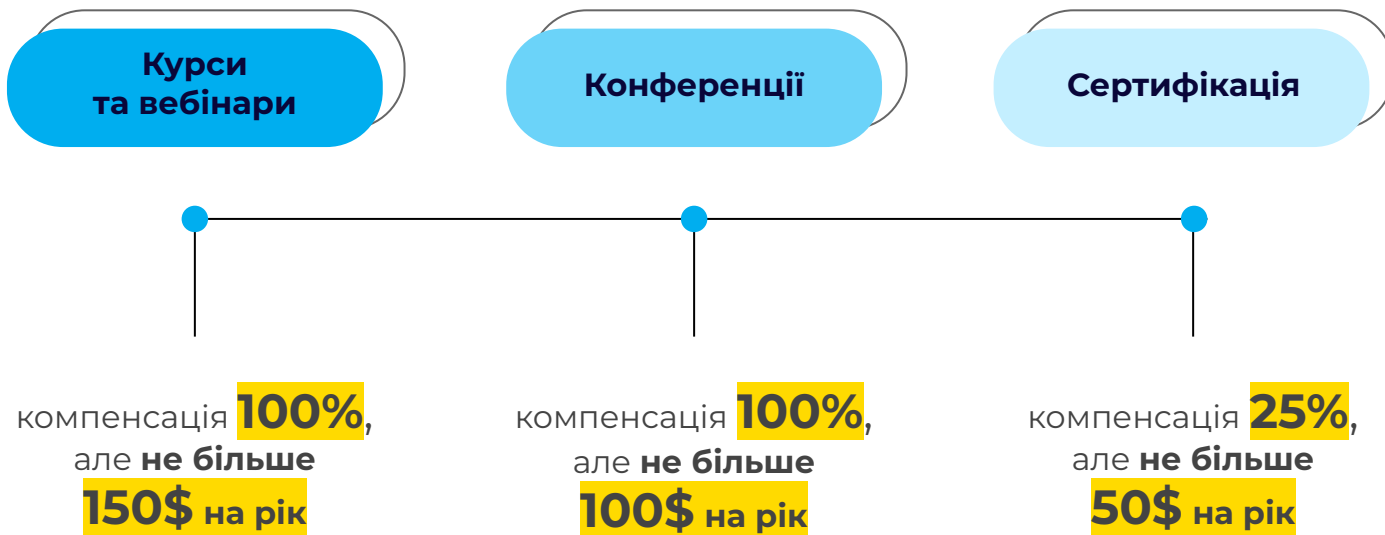 Курси
та вебінари
Конференції
Сертифікація
компенсація 100%,
але не більше
150$ на рік
компенсація 100%,
але не більше
100$ на рік
компенсація 25%,
але не більше
50$ на рік